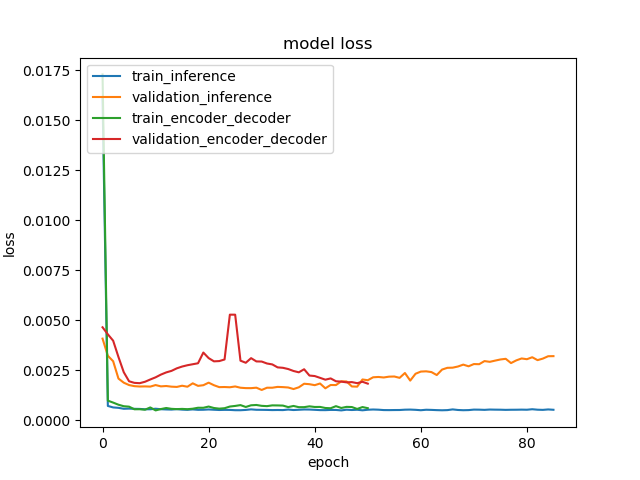 model loss
train_inference
validation_inference
train_encoder_decoder
validation_encoder_decoder
loss
0.0175
0.0150
0.0125
0.0100
0.0075
0.0050
0.0025
0.0000
0 20 40 60 80
epoch